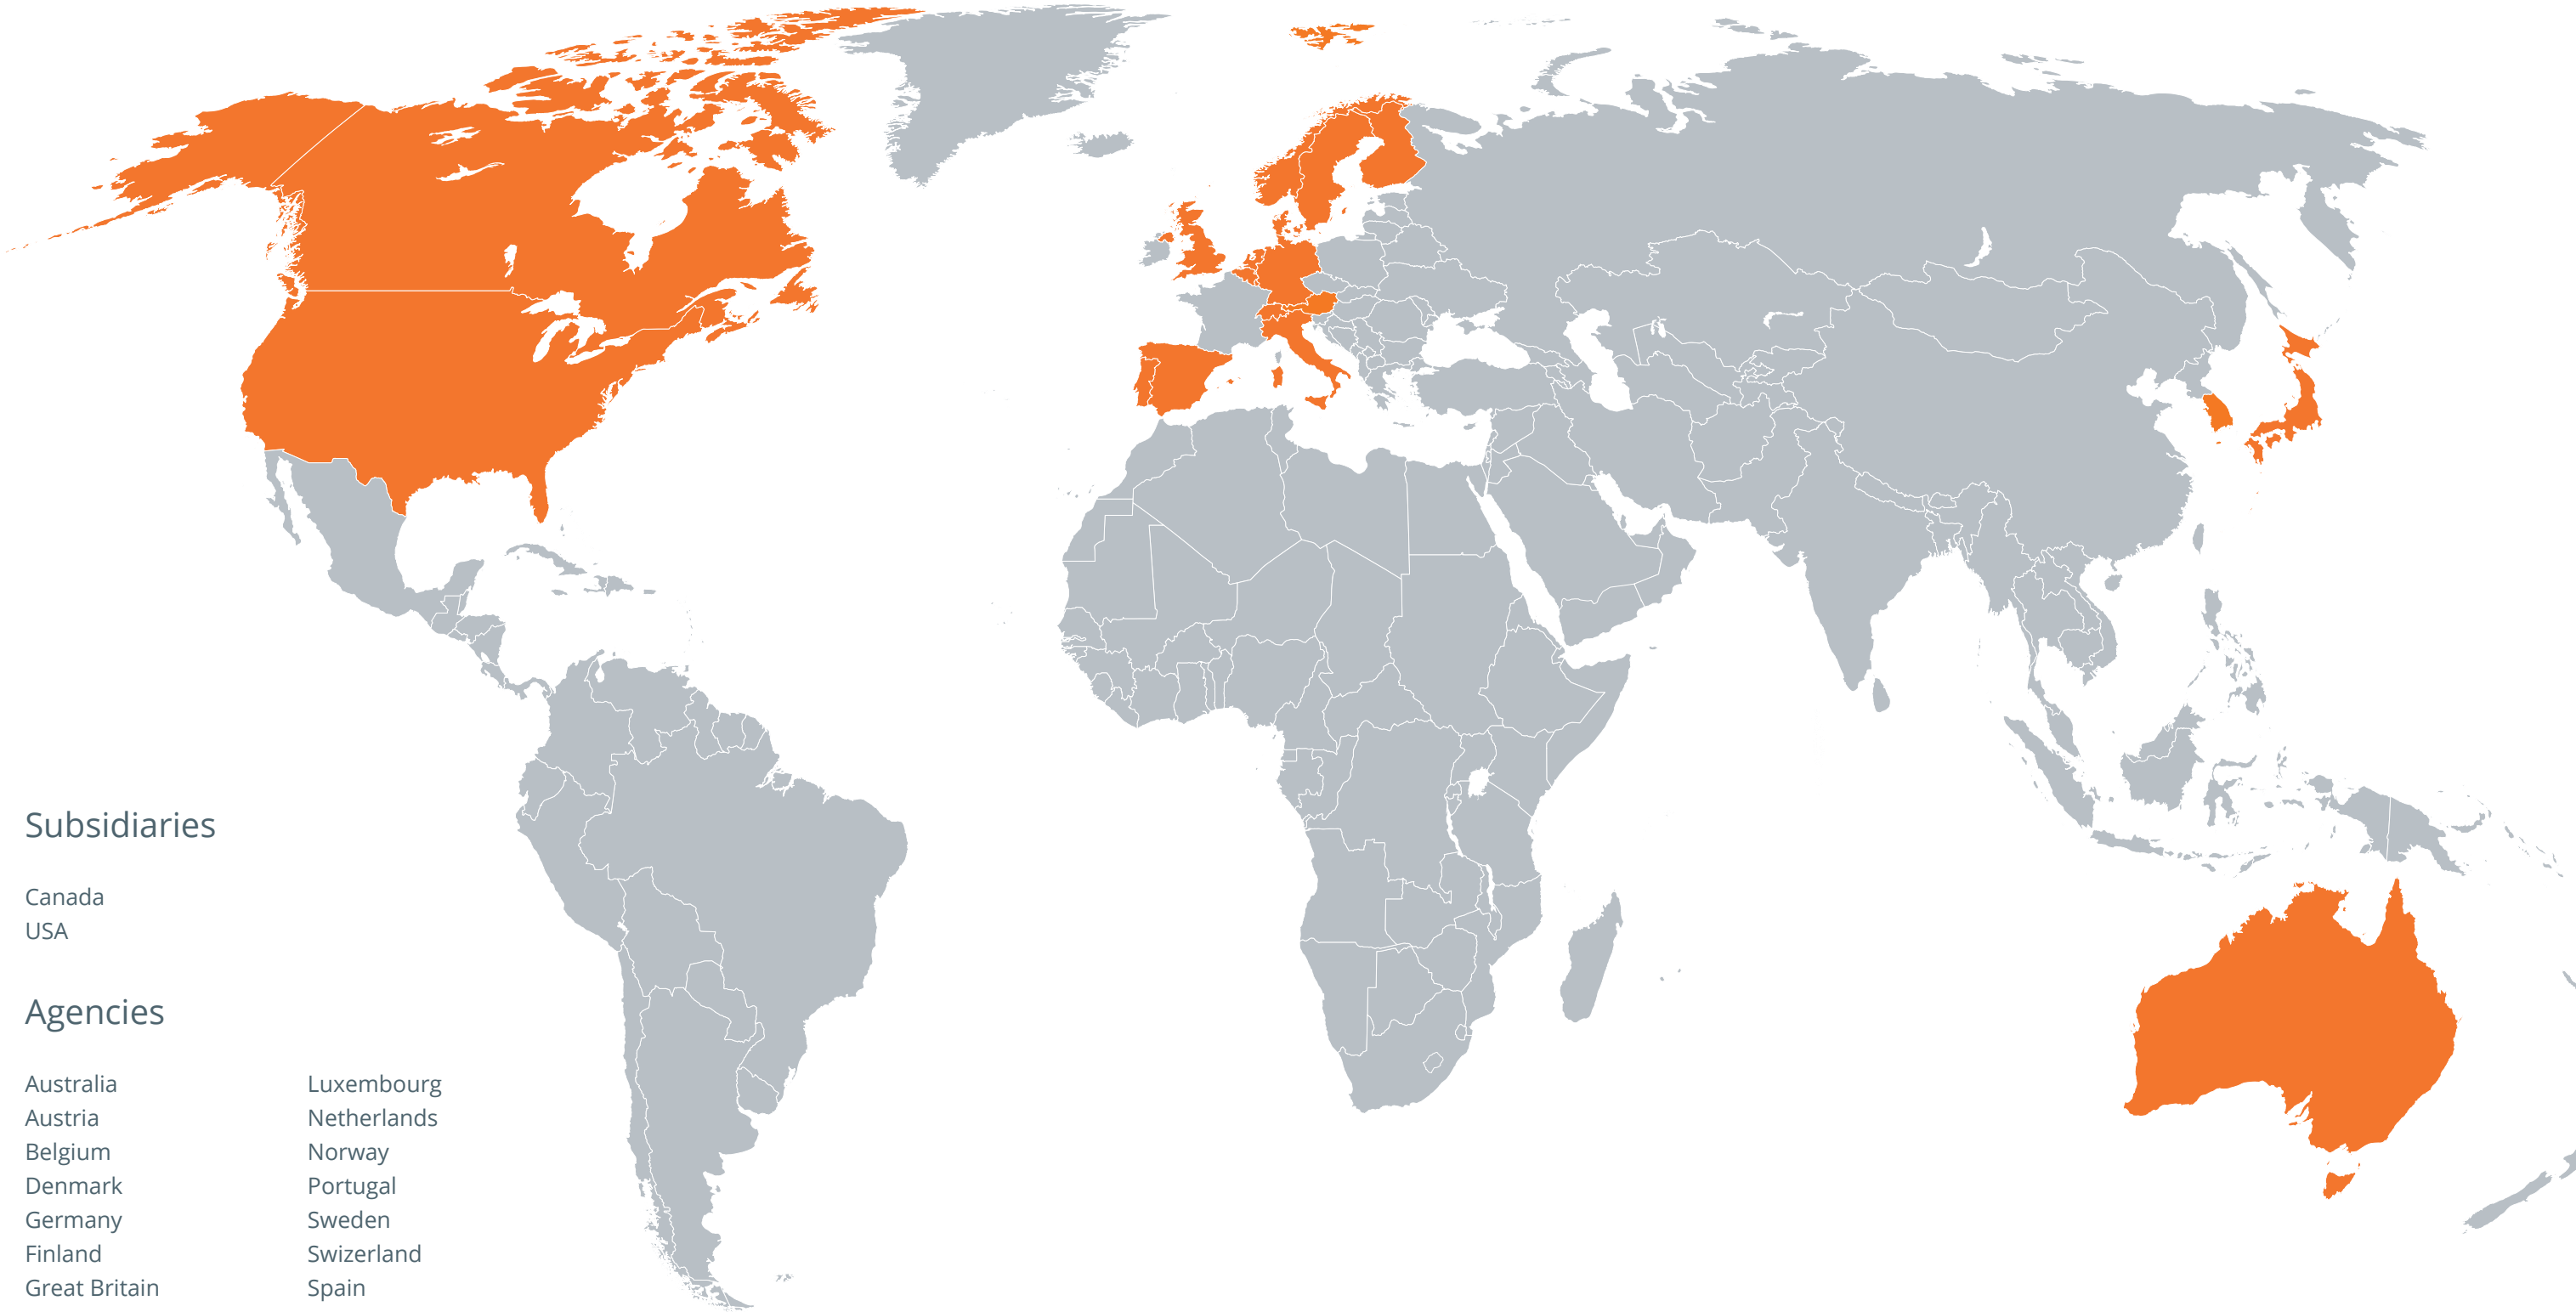 Subsidiaries
Canada
USA
Agencies
Australia
Austria
Belgium
Denmark
Germany
Finland
Great Britain
Luxembourg
Netherlands
Norway
Portugal
Sweden
Swizerland
Spain